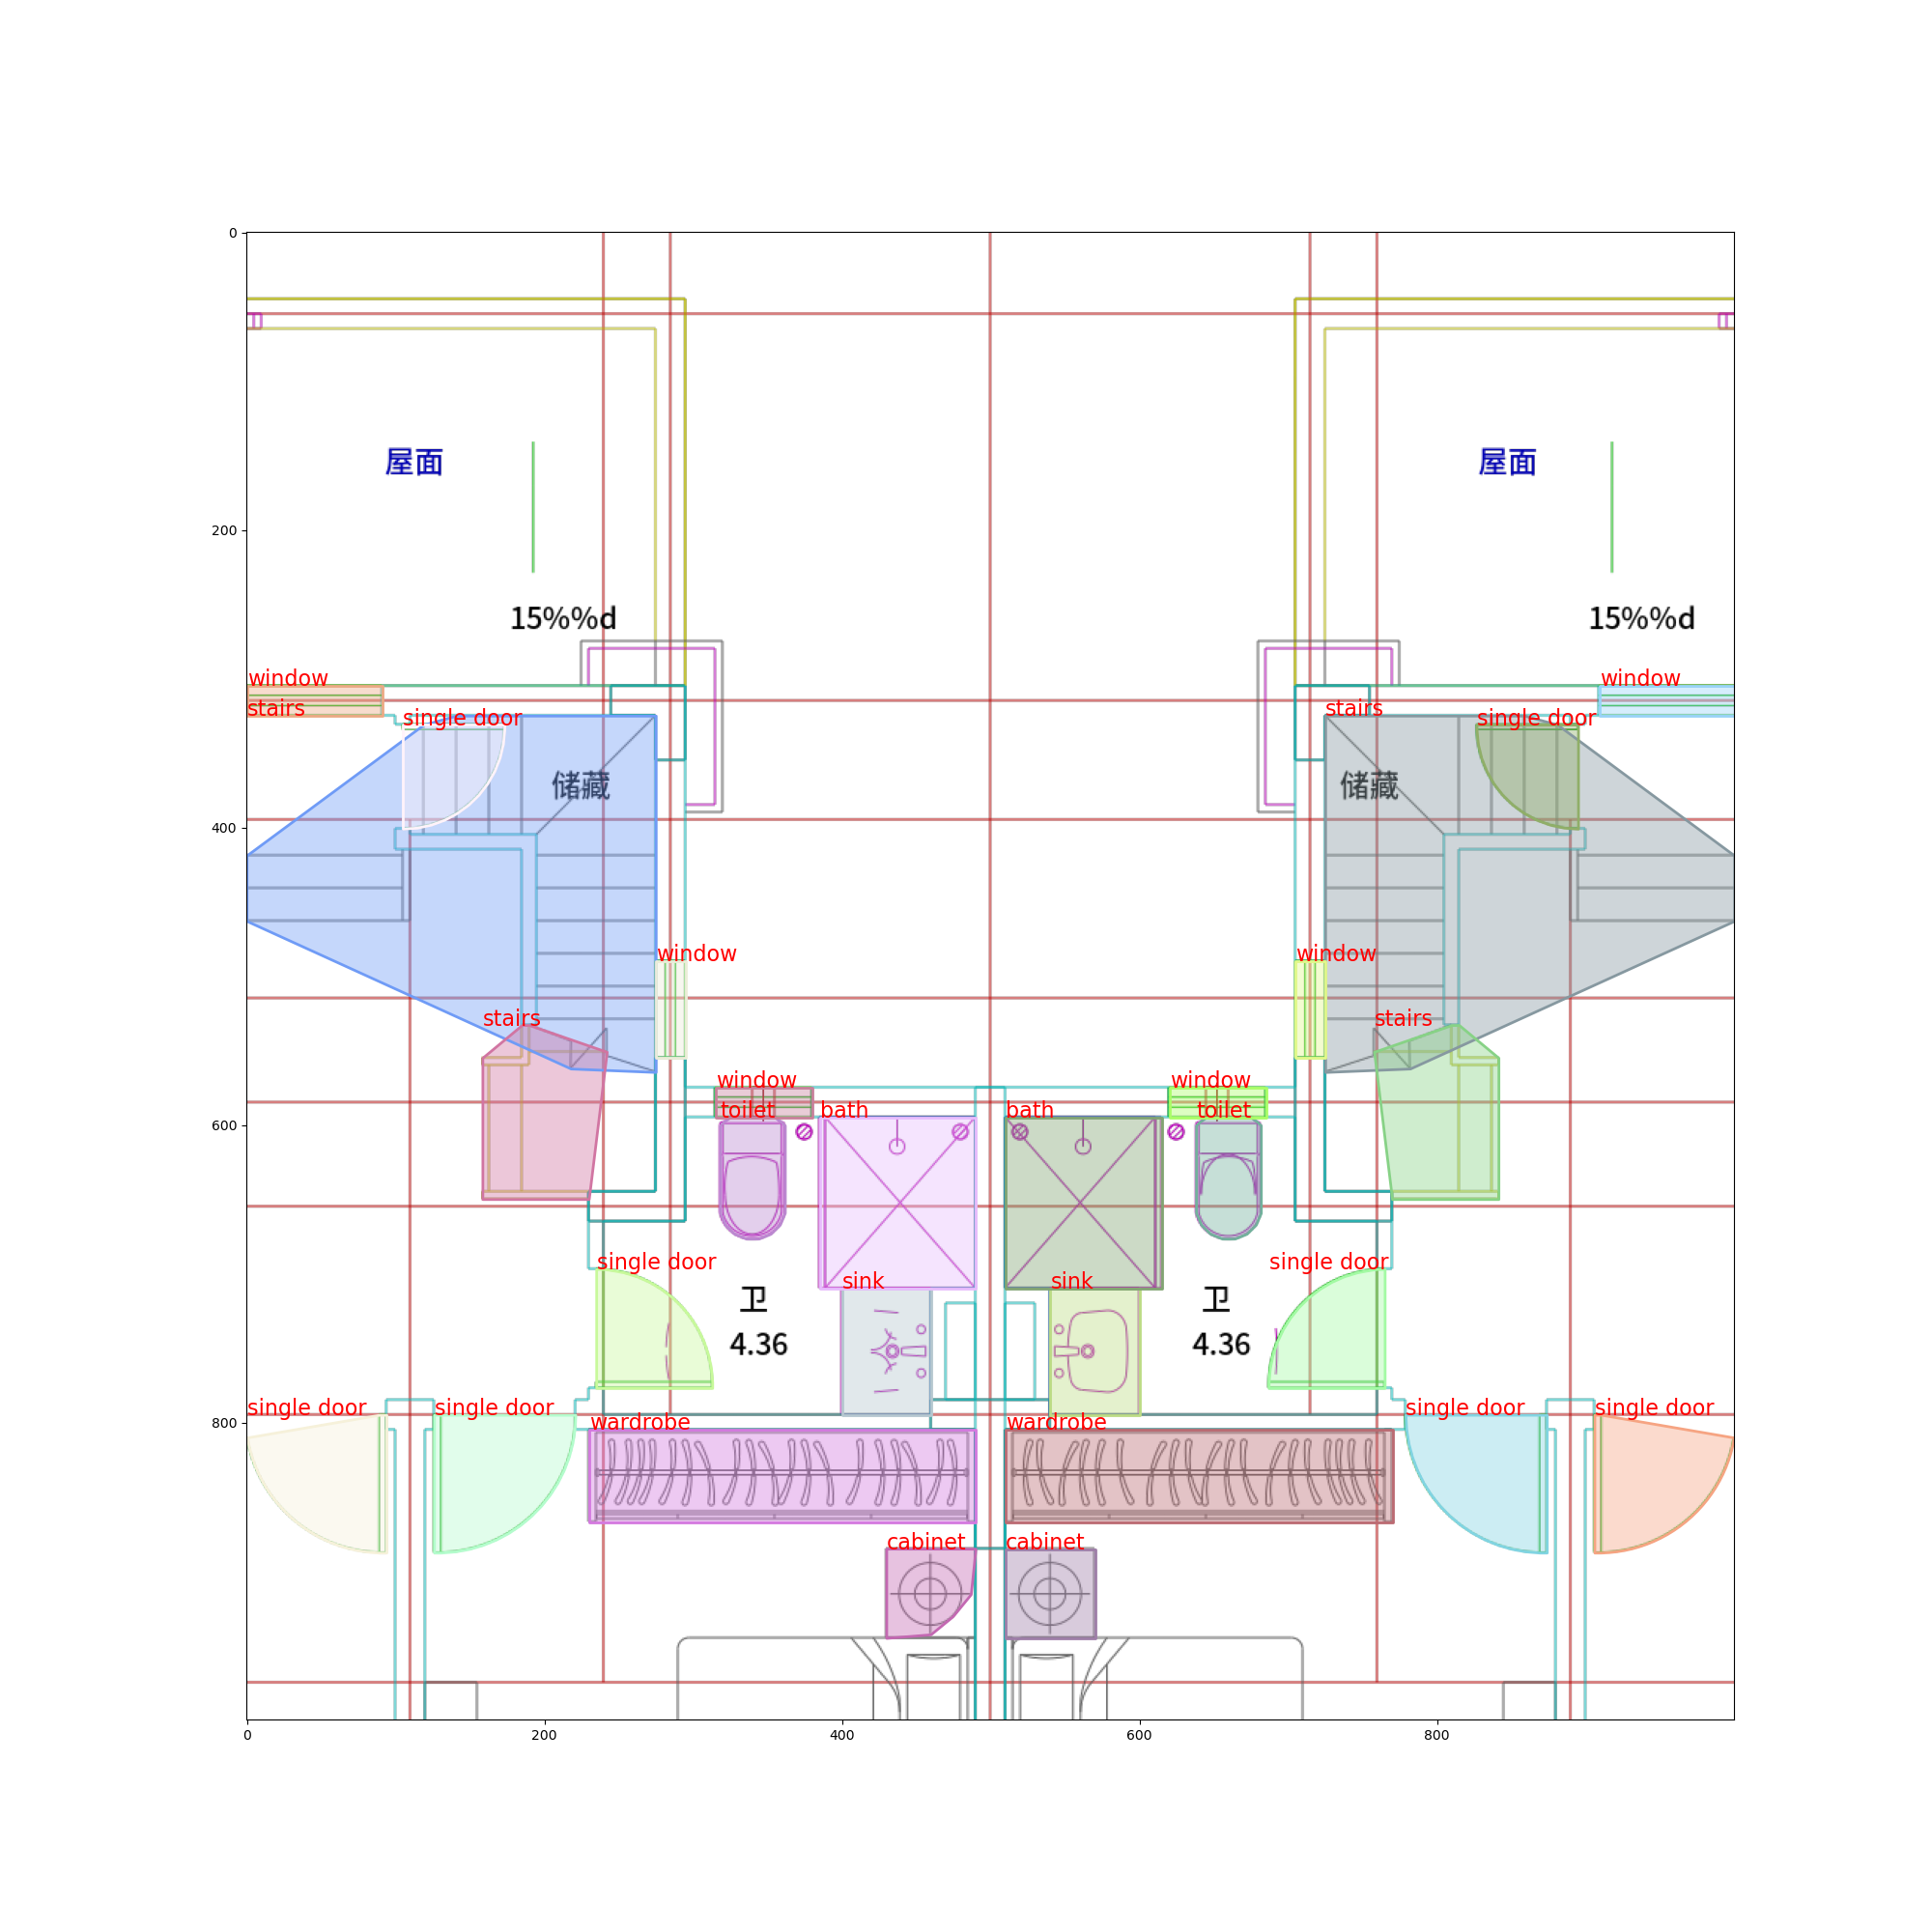 0
屋面
屋面
200
15%%d
15%%d
window
window
stairs
stairs
single door
single door
储藏
储藏
400
window
window
stairs
stairs
window
window
toilet
bath
bath
toilet
600
single door
single door
sink
sink
卫
卫
4.36
4.36
single door
single door
single door
single door
800
wardrobe
wardrobe
cabinet
cabinet
0
200
400
600
800